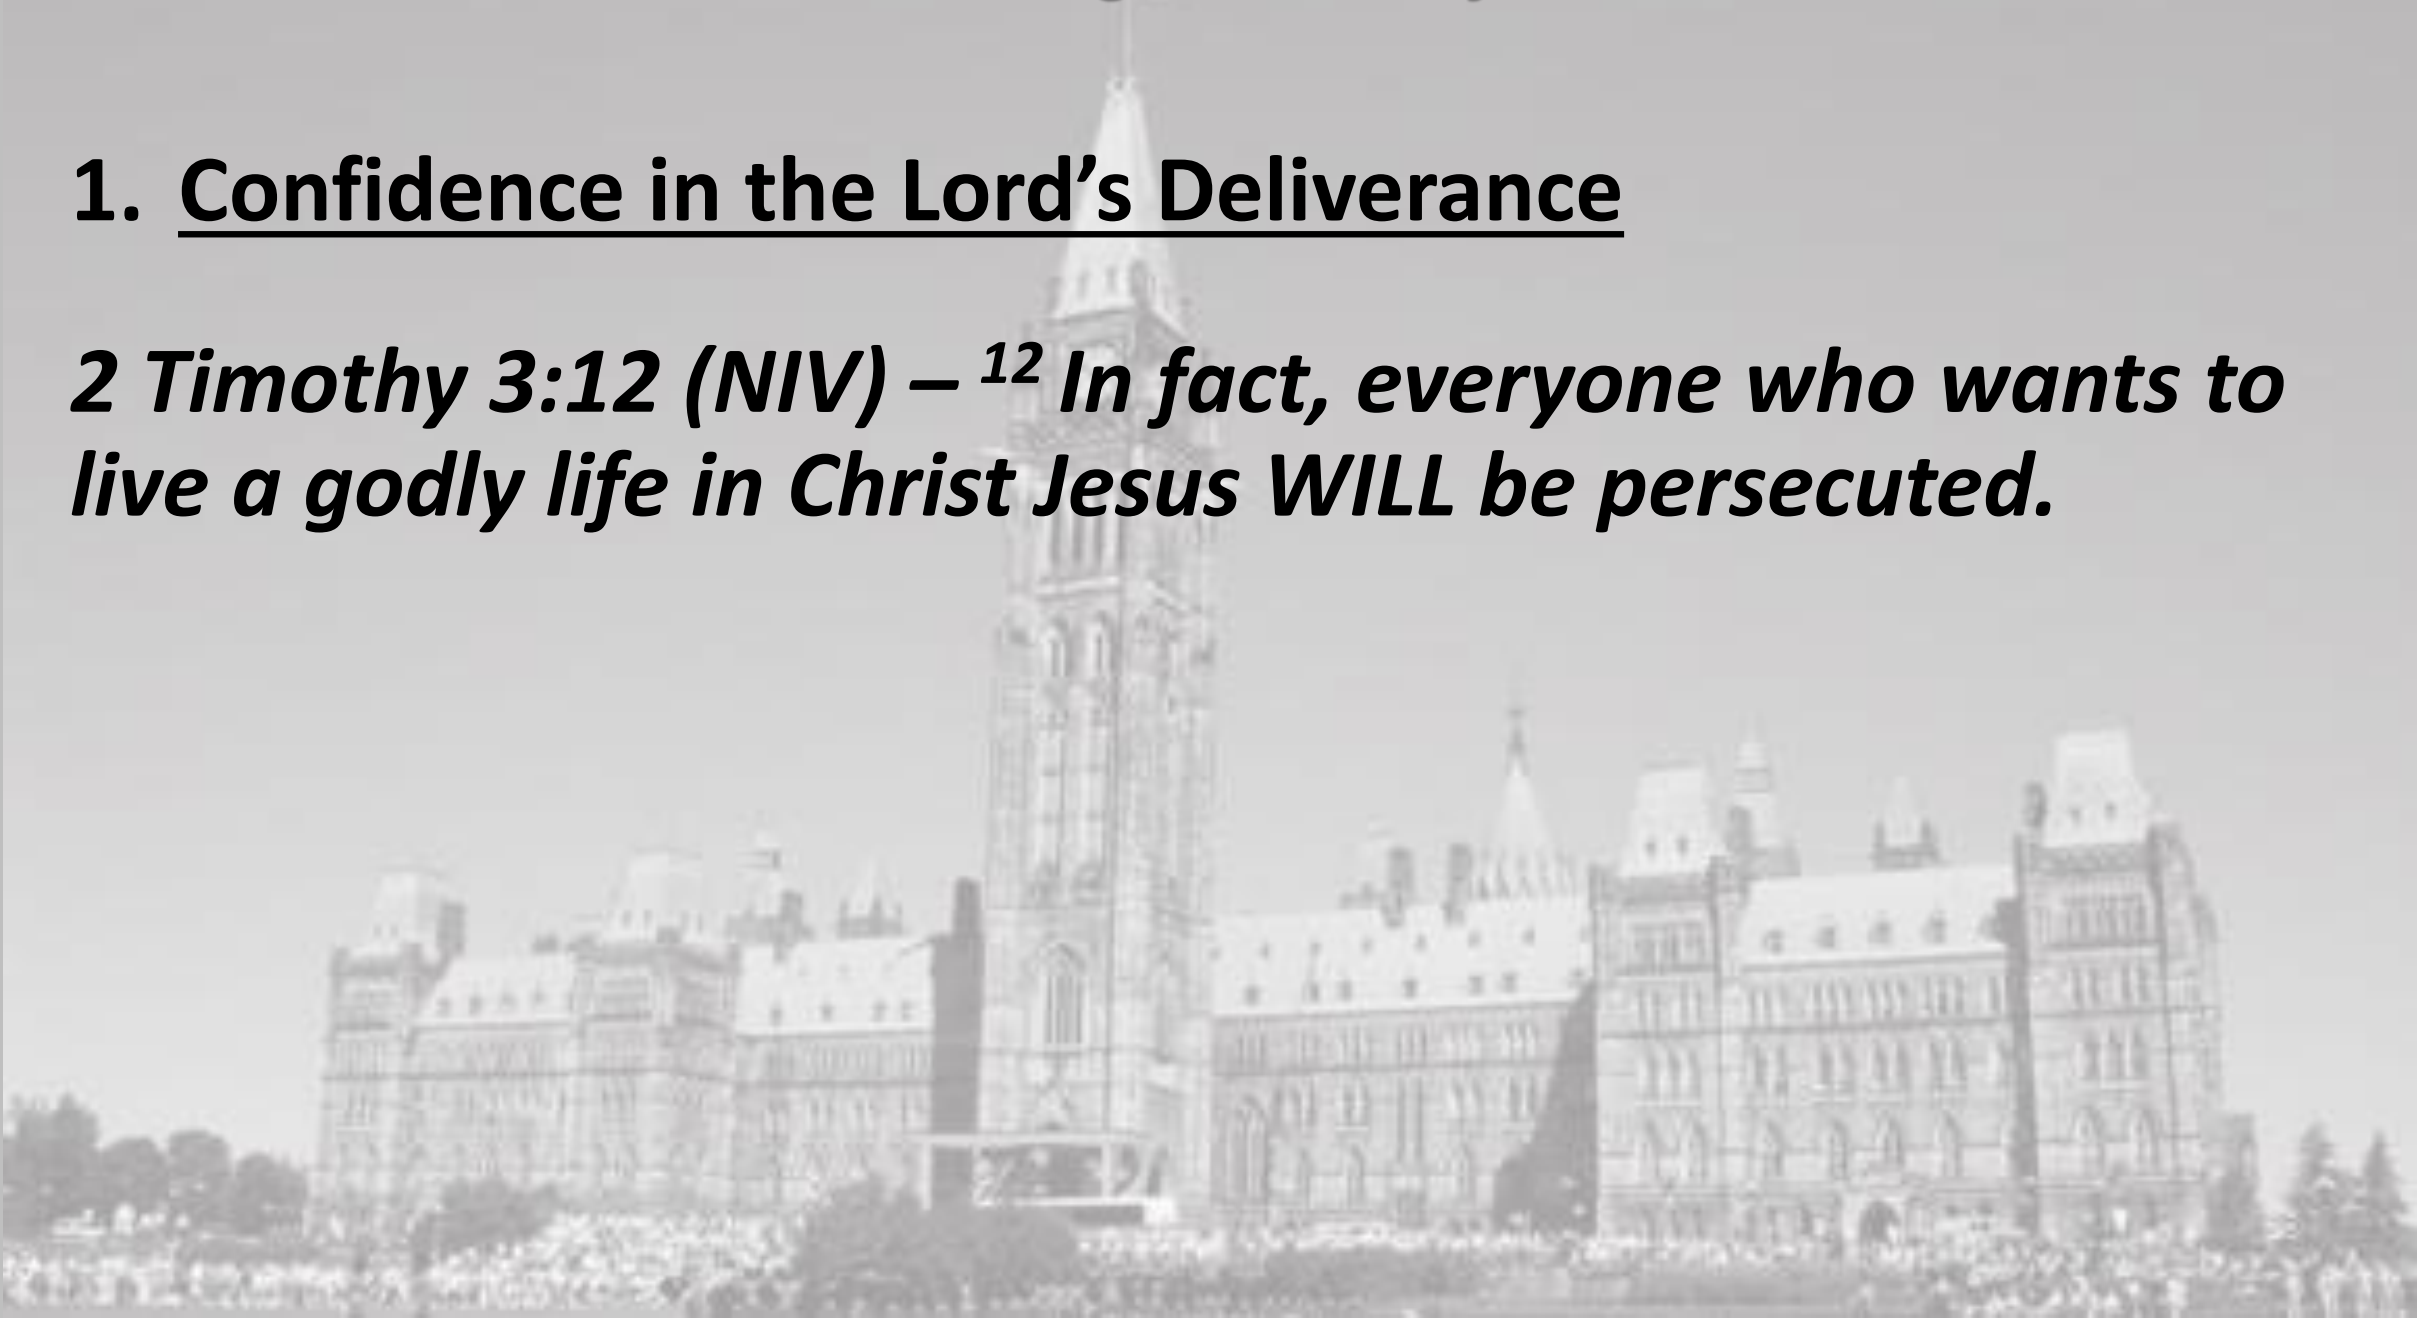 1. Confidence in the Lord’s Deliverance
2 Timothy 3:12 (NIV) – 12 In fact, everyone who wants to
live a godly life in Christ Jesus WILL be persecuted.